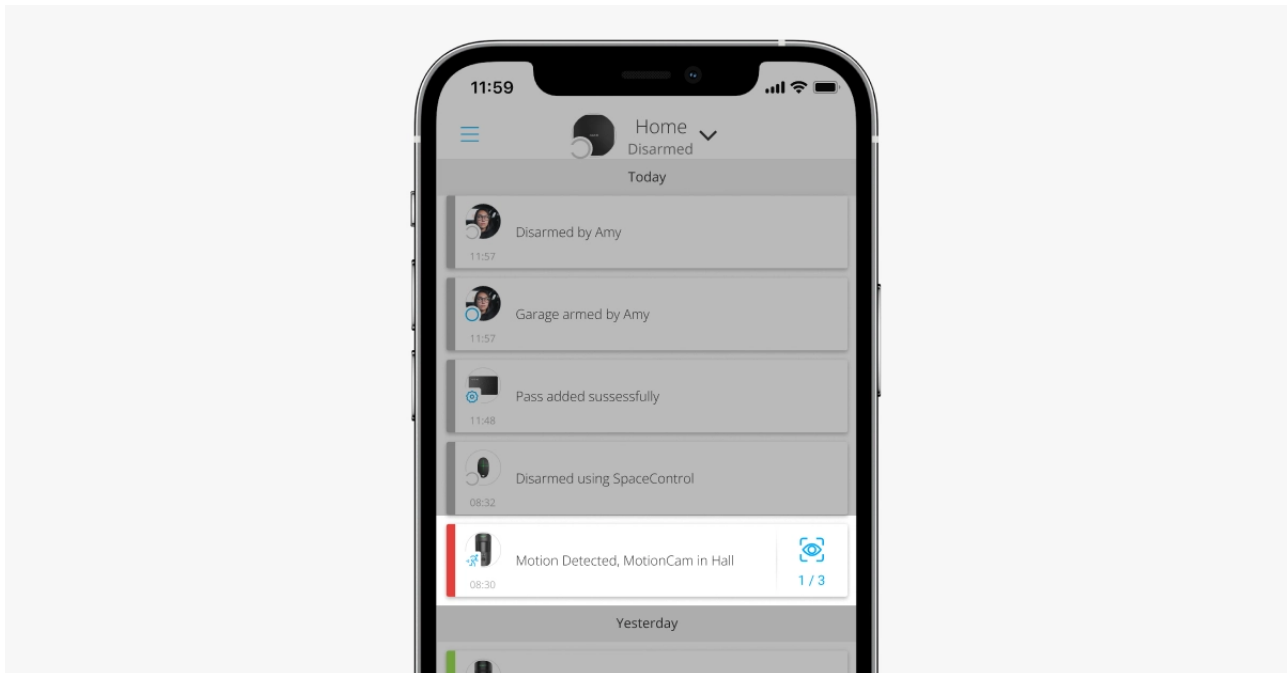 11:59
Home
Disarmed
Today
Disarmed by Amy
11:57
Garage armed by Amy
11:57
Pass added sussessfully
11:48
Disarmed using SpaceControl
08:32
Motion Detected, MotionCam in Hall
08:30
1 / 3
Yesterday